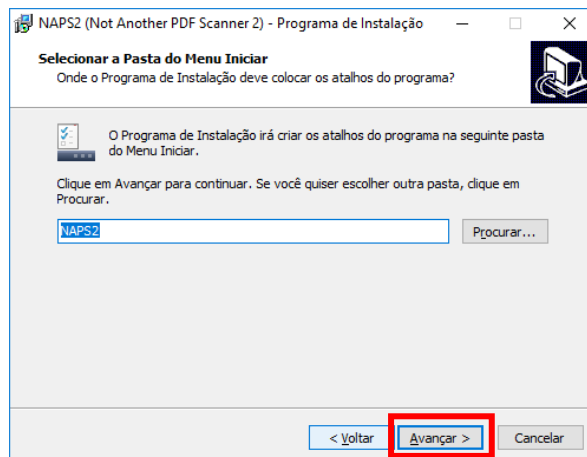 NAPS2 (Not Another PDF Scanner 2) - Programa de Instalação
Selecionar a Pasta do Menu Iniciar
Onde o Programa de Instalação deve colocar os atalhos do programa?
O Programa de Instalação irá criar os atalhos do programa na seguinte pasta
do Menu Iniciar.
Clique em Avançar para continuar. Se você quiser escolher outra pasta, clique em
Procurar.
NAPS2
Procurar...
< Voltar
Avançar >
Cancelar